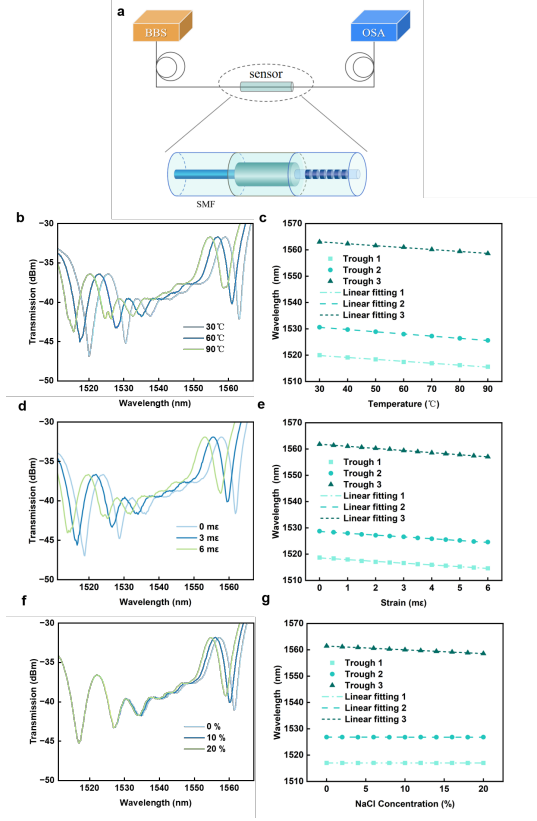 a
BBS
OSA
sensor
SMF
b
−30
−35
−40
−45
−50
Transmission (dBm)
30℃
60℃
90℃
1520 1530 1540 1550 1560
Wavelength (nm)
c
1570
1560
1550
1540
1530
1520
1510
Wavelength (nm)
Trough 1
Trough 2
Trough 3
Linear fitting 1
Linear fitting 2
Linear fitting 3
30 40 50 60 70 80 90
Temperature (℃)
d
−30
−35
−40
−45
−50
Transmission (dBm)
0 mε
3 mε
6 mε
1520 1530 1540 1550 1560
Wavelength (nm)
e
1570
1560
1550
1540
1530
1520
1510
Wavelength (nm)
Trough 1
Trough 2
Trough 3
Linear fitting 1
Linear fitting 2
Linear fitting 3
0 1 2 3 4 5 6
Strain (mε)
f
−30
−35
−40
−45
−50
Transmission (dBm)
0 %
10 %
20 %
1520 1530 1540 1550 1560
Wavelength (nm)
g
1570
1560
1550
1540
1530
1520
1510
Wavelength (nm)
Trough 1
Trough 2
Trough 3
Linear fitting 1
Linear fitting 2
Linear fitting 3
0 5 10 15 20
NaCl Concentration (%)